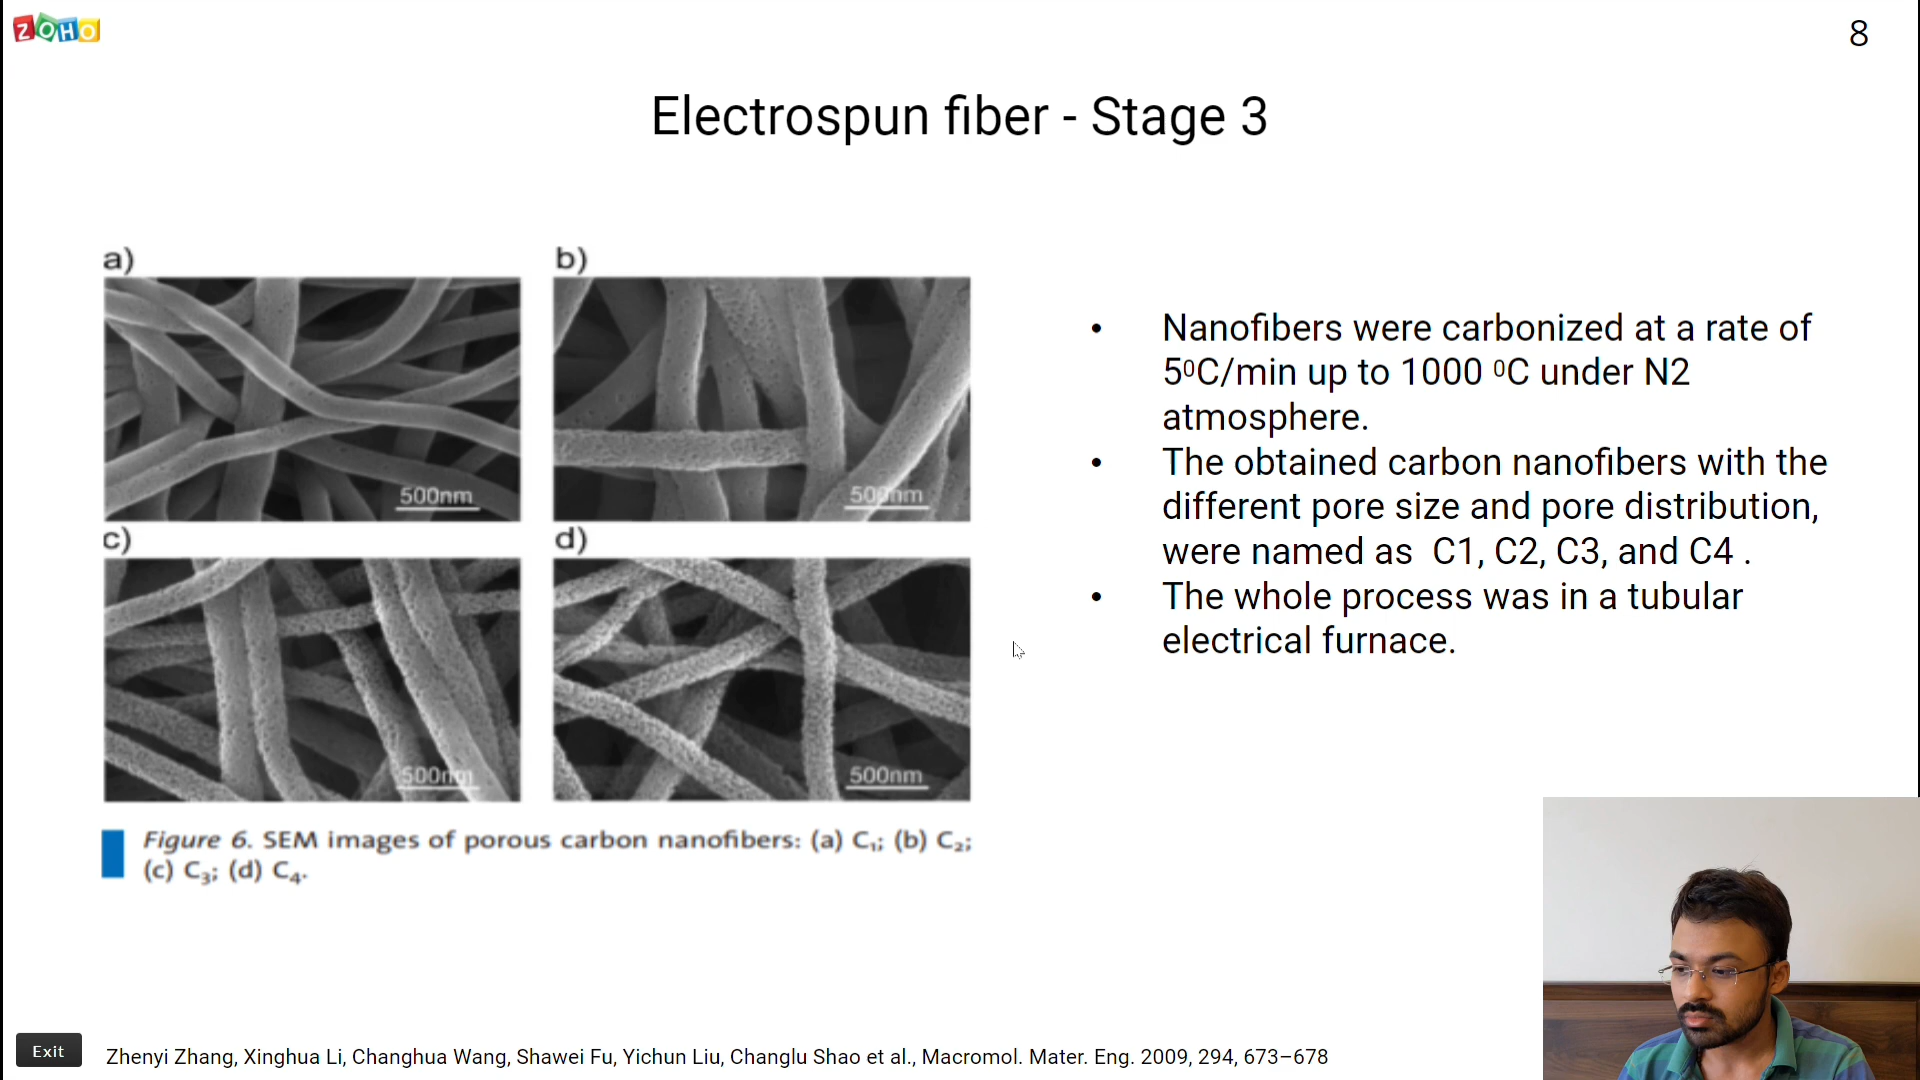 ZOHO
8
Electrospun fiber - Stage 3
a)
b)
500nm
500nm
c)
d)
500nm
500nm
Figure 6. SEM images of porous carbon nanofibers: (a) C₁; (b) C₂;
(c) C₃; (d) C₄.
• Nanofibers were carbonized at a rate of
5⁰C/min up to 1000 ⁰C under N2
atmosphere.
• The obtained carbon nanofibers with the
different pore size and pore distribution,
were named as  C1, C2, C3, and C4 .
• The whole process was in a tubular
electrical furnace.
Exit
Zhenyi Zhang, Xinghua Li, Changhua Wang, Shawei Fu, Yichun Liu, Changlu Shao et al., Macromol. Mater. Eng. 2009, 294, 673–678